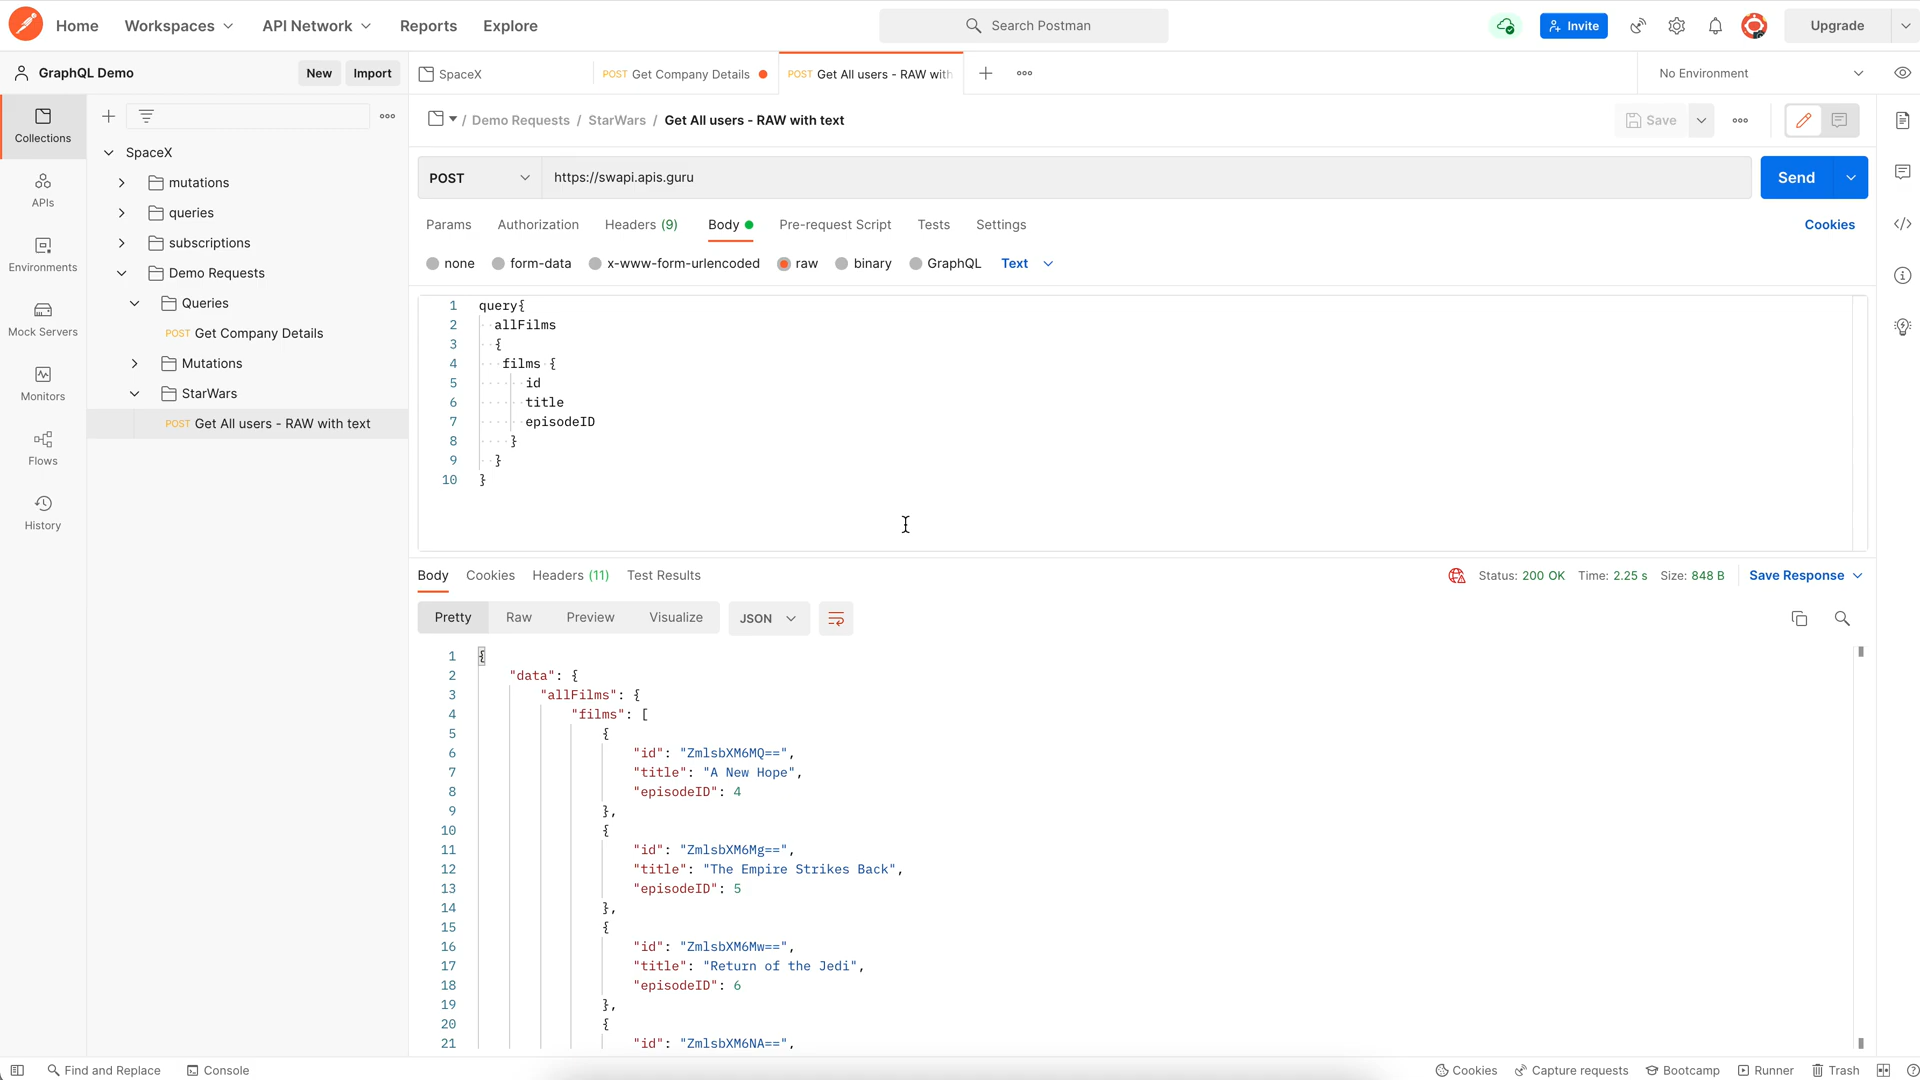 Home Workspaces API Network Reports Explore Search Postman Invite Upgrade
GraphQL Demo New Import SpaceX POST Get Company Details POST Get All users - RAW with No Environment
Collections
APIs
Environments
Mock Servers
Monitors
Flows
History
SpaceX
mutations
queries
subscriptions
Demo Requests
Queries
POST Get Company Details
Mutations
StarWars
POST Get All users - RAW with text
/ Demo Requests / StarWars / Get All users - RAW with text Save
POST https://swapi.apis.guru Send
Params Authorization Headers (9) Body Pre-request Script Tests Settings Cookies
none form-data x-www-form-urlencoded raw binary GraphQL Text
1 query{
2 allFilms
3 {
4 films {
5 id
6 title
7 episodeID
8 }
9 }
10 }
Body Cookies Headers (11) Test Results Status: 200 OK Time: 2.25 s Size: 848 B Save Response
Pretty Raw Preview Visualize JSON
1 {
2 "data": {
3 "allFilms": {
4 "films": [
5 {
6 "id": "ZmlsbXM6MQ==",
7 "title": "A New Hope",
8 "episodeID": 4
9 },
10 {
11 "id": "ZmlsbXM6Mg==",
12 "title": "The Empire Strikes Back",
13 "episodeID": 5
14 },
15 {
16 "id": "ZmlsbXM6Mw==",
17 "title": "Return of the Jedi",
18 "episodeID": 6
19 },
20 {
21 "id": "ZmlsbXM6NA==",
Find and Replace Console Cookies Capture requests Bootcamp Runner Trash